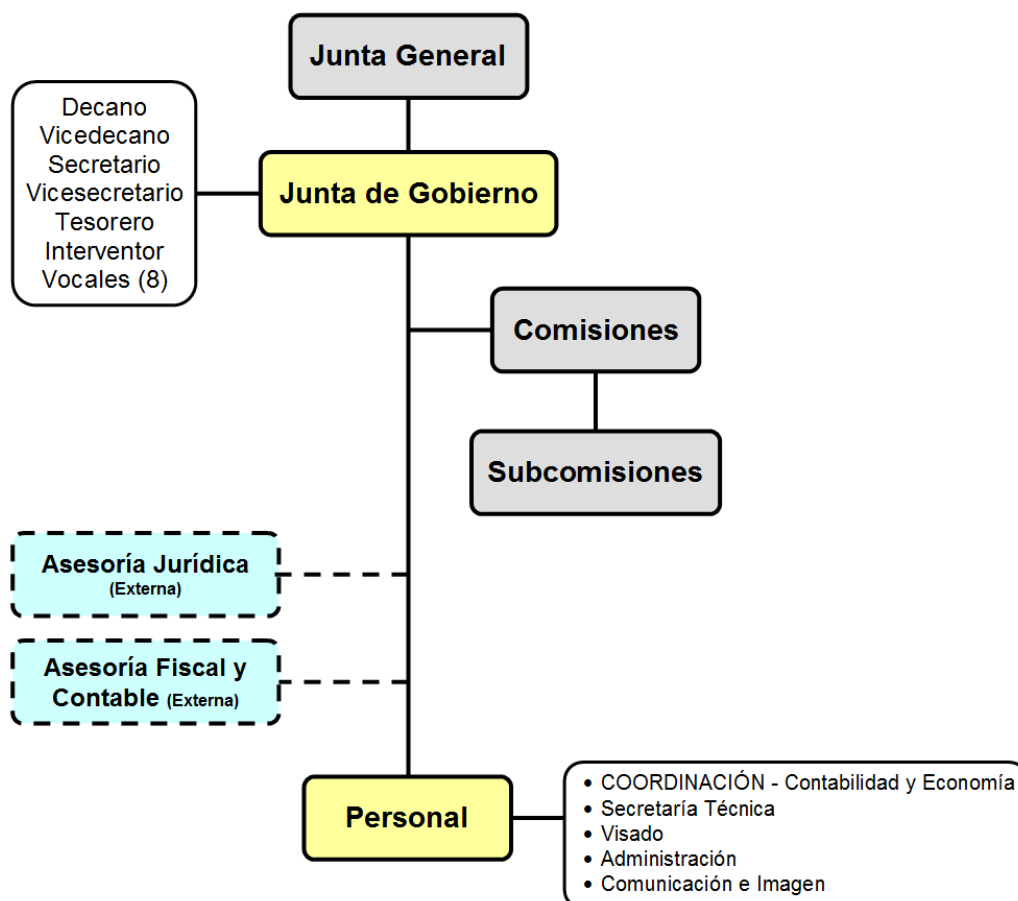 Junta General
Decano
Vicedecano
Secretario
Vicesecretario
Tesorero
Interventor
Vocales (8)
Junta de Gobierno
Comisiones
Subcomisiones
Asesoría Jurídica
(Externa)
Asesoría Fiscal y
Contable (Externa)
Personal
• COORDINACIÓN - Contabilidad y Economía
• Secretaría Técnica
• Visado
• Administración
• Comunicación e Imagen